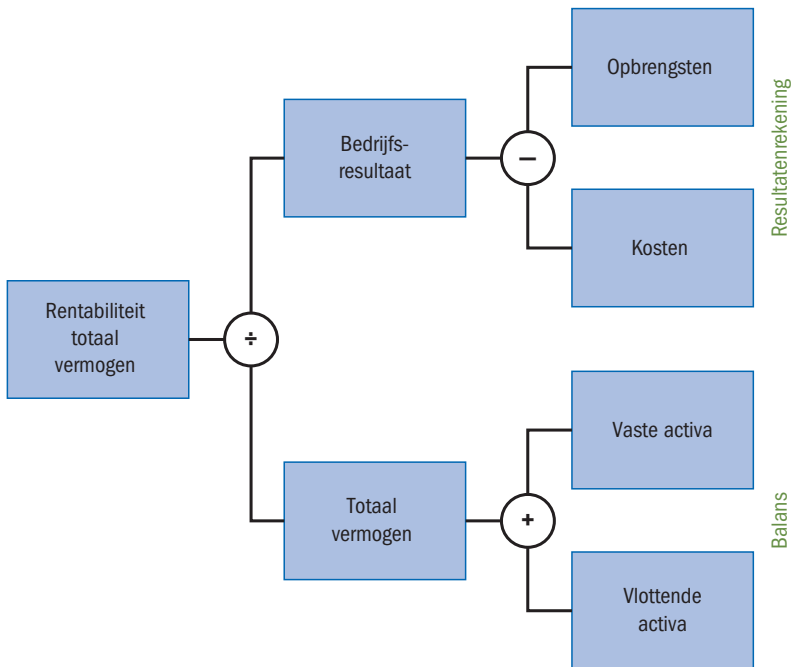 Opbrengsten
Bedrijfs-
resultaat
–
Resultatenrekening
Kosten
Rentabiliteit
totaal
vermogen
÷
Vaste activa
Totaal
vermogen
+
Balans
Vlottende
activa